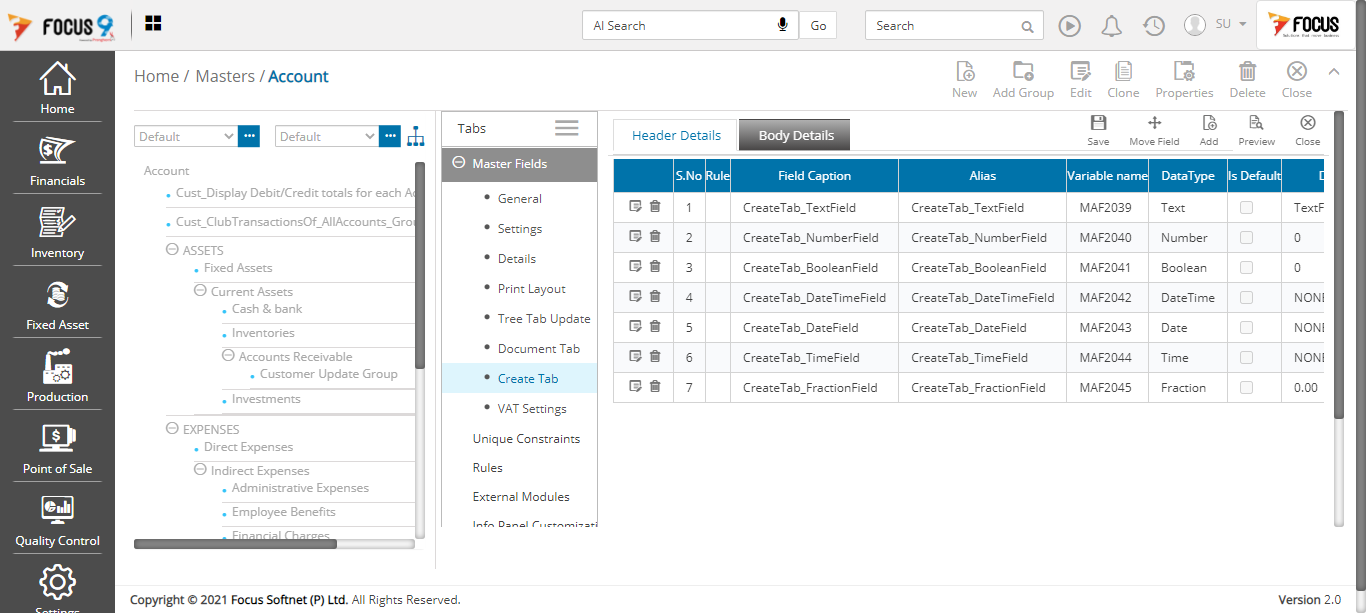 FOCUS 9
AI Search
Go
Search
SU
FOCUS
Home
Financials
Inventory
Fixed Asset
Production
Point of Sale
Quality Control
Settings
Home / Masters / Account
New
Add Group
Edit
Clone
Properties
Delete
Close
Default
Default
Account
Cust_Display Debit/Credit totals for each Ac
Cust_ClubTransactionsOf_AllAccounts_Grou
ASSETS
Fixed Assets
Current Assets
Cash & bank
Inventories
Accounts Receivable
Customer Update Group
Investments
EXPENSES
Direct Expenses
Indirect Expenses
Administrative Expenses
Employee Benefits
Financial Charges
Tabs
Master Fields
General
Settings
Details
Print Layout
Tree Tab Update
Document Tab
Create Tab
VAT Settings
Unique Constraints
Rules
External Modules
Info Panel Customizati
Header Details
Body Details
Save
Move Field
Add
Preview
Close
S.No Rule Field Caption Alias Variable name DataType Is Default D
1 CreateTab_TextField CreateTab_TextField MAF2039 Text TextF
2 CreateTab_NumberField CreateTab_NumberField MAF2040 Number 0
3 CreateTab_BooleanField CreateTab_BooleanField MAF2041 Boolean 0
4 CreateTab_DateTimeField CreateTab_DateTimeField MAF2042 DateTime NONE
5 CreateTab_DateField CreateTab_DateField MAF2043 Date NONE
6 CreateTab_TimeField CreateTab_TimeField MAF2044 Time NONE
7 CreateTab_FractionField CreateTab_FractionField MAF2045 Fraction 0.00
Copyright © 2021 Focus Softnet (P) Ltd. All Rights Reserved.
Version 2.0